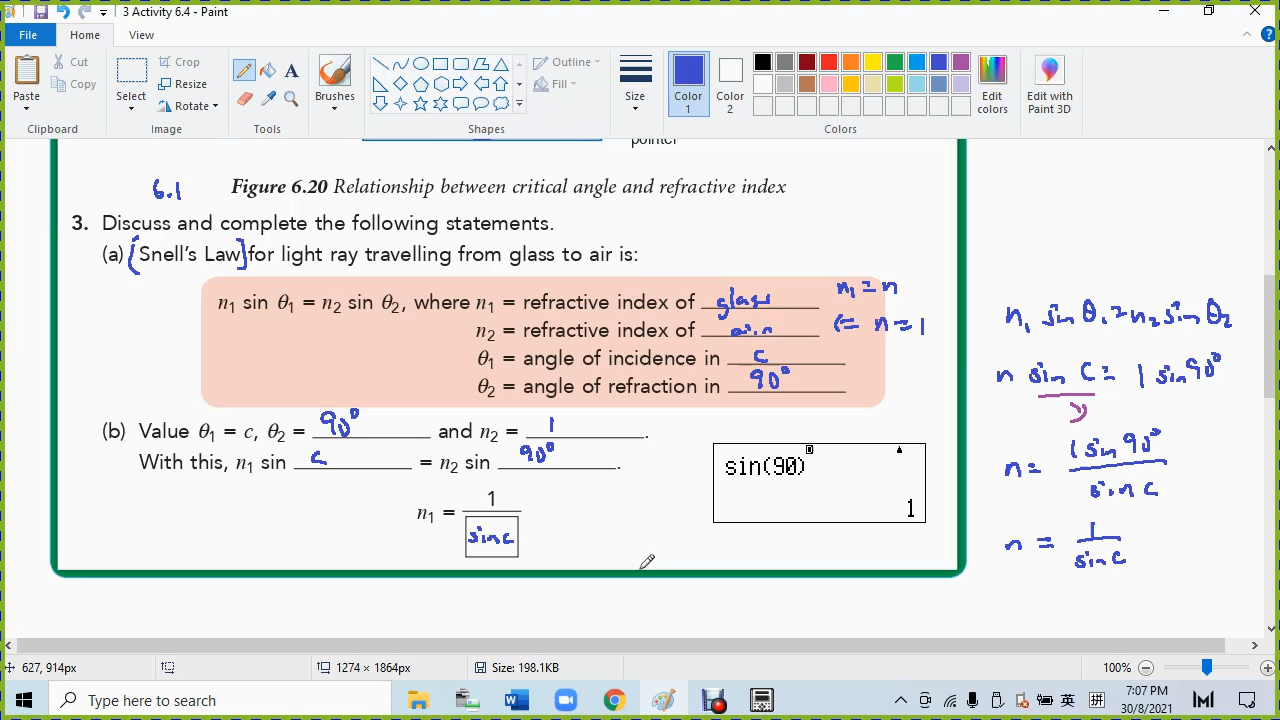 3 Activity 6.4 - Paint
File Home View
Cut
Copy
Paste
Clipboard
Select
Crop
Resize
Rotate
Image
A
Tools
Brushes
Shapes
Outline
Fill
Size
Color 1
Color 2
Edit colors
Edit with Paint 3D
Colors
pointer
6.1 Figure 6.20 Relationship between critical angle and refractive index
3. Discuss and complete the following statements.
(a) [Snell's Law] for light ray travelling from glass to air is:
n₁ sin θ₁ = n₂ sin θ₂, where n₁ = refractive index of glass n₁ = n
n₂ = refractive index of air (= n = 1
θ₁ = angle of incidence in c
θ₂ = angle of refraction in 90°
(b) Value θ₁ = c, θ₂ = 90° and n₂ = 1.
With this, n₁ sin c = n₂ sin 90°.
n₁ = 1
sin c
sin(90)
1
n₁ sin θ₁ = n₂ sin θ₂
n sin c = 1 sin 90°
n = 1 sin 90°
sin c
n = 1
sin c
627, 914px
1274 × 1864px
Size: 198.1KB
100%
Type here to search
英
拼
7:07 PM
30/8/2021